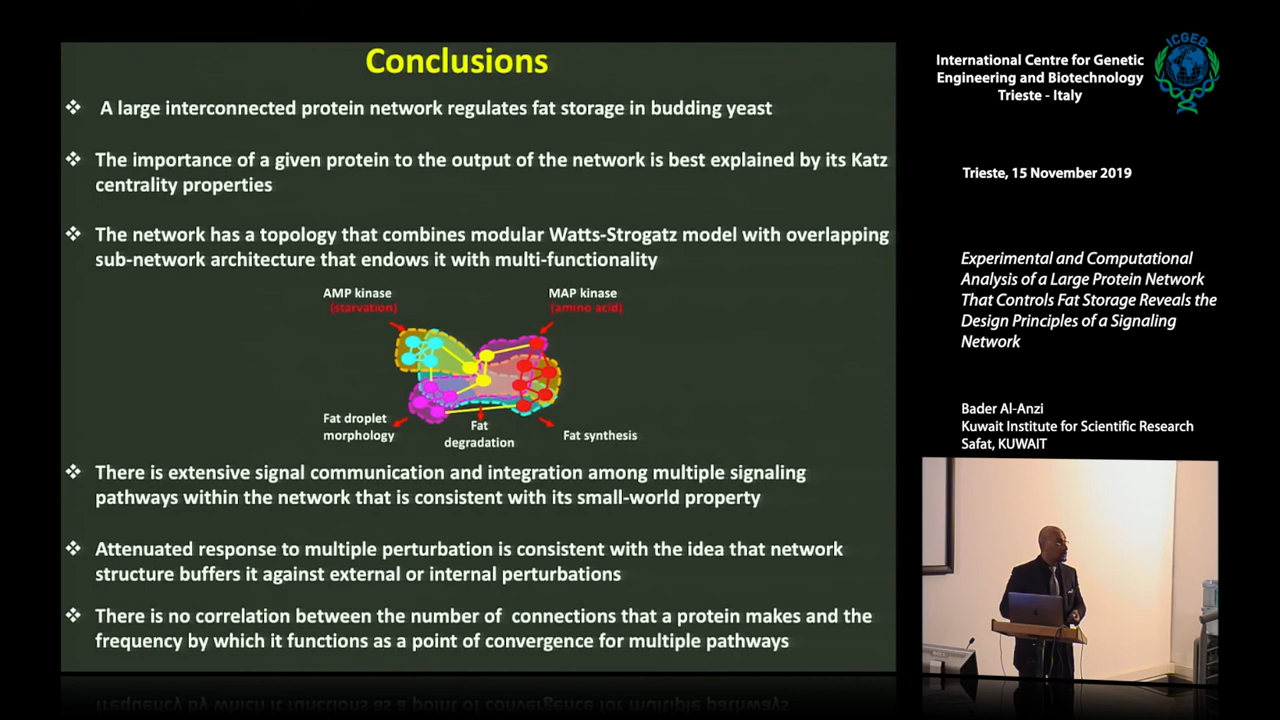 Conclusions
❖ A large interconnected protein network regulates fat storage in budding yeast
❖ The importance of a given protein to the output of the network is best explained by its Katz
centrality properties
❖ The network has a topology that combines modular Watts-Strogatz model with overlapping
sub-network architecture that endows it with multi-functionality
AMP kinase
(starvation)
MAP kinase
(amino acid)
Fat droplet
morphology
Fat
degradation
Fat synthesis
❖ There is extensive signal communication and integration among multiple signaling
pathways within the network that is consistent with its small-world property
❖ Attenuated response to multiple perturbation is consistent with the idea that network
structure buffers it against external or internal perturbations
❖ There is no correlation between the number of connections that a protein makes and the
frequency by which it functions as a point of convergence for multiple pathways
International Centre for Genetic
Engineering and Biotechnology
Trieste - Italy
ICGEB
Trieste, 15 November 2019
Experimental and Computational
Analysis of a Large Protein Network
That Controls Fat Storage Reveals the
Design Principles of a Signaling
Network
Bader Al-Anzi
Kuwait Institute for Scientific Research
Safat, KUWAIT